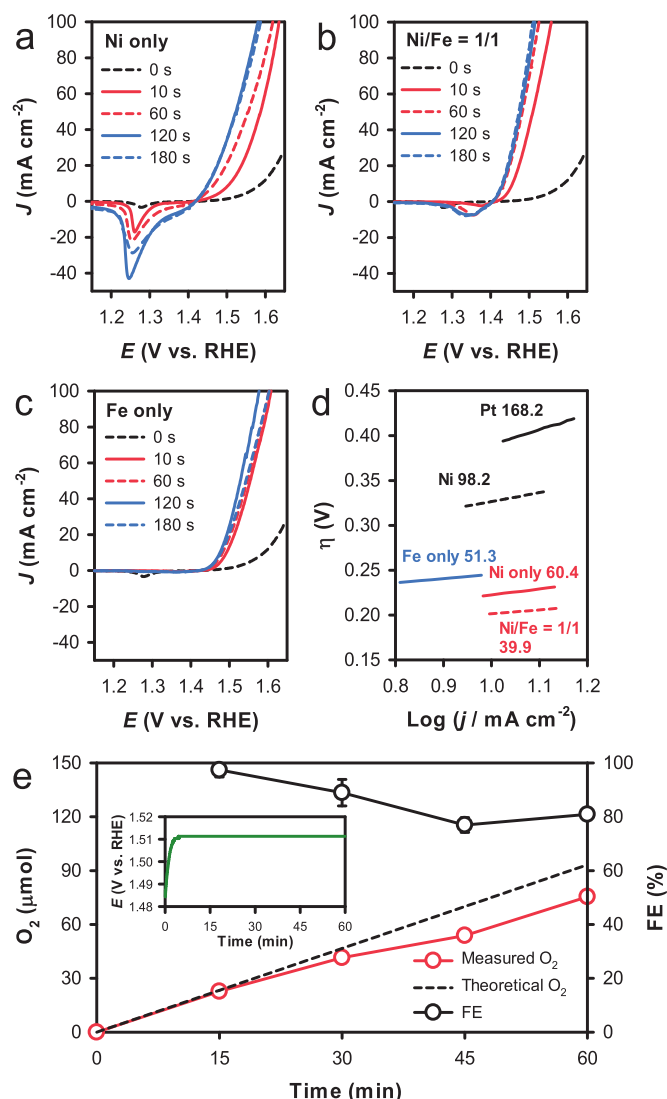 a
Ni only
0 s
10 s
60 s
120 s
180 s
100
80
60
40
20
0
-20
-40
J (mA cm⁻²)
1.2 1.3 1.4 1.5 1.6
E (V vs. RHE)
b
Ni/Fe = 1/1
0 s
10 s
60 s
120 s
180 s
100
80
60
40
20
0
-20
-40
J (mA cm⁻²)
1.2 1.3 1.4 1.5 1.6
E (V vs. RHE)
c
Fe only
0 s
10 s
60 s
120 s
180 s
100
80
60
40
20
0
-20
-40
J (mA cm⁻²)
1.2 1.3 1.4 1.5 1.6
E (V vs. RHE)
d
Pt 168.2
Ni 98.2
Fe only 51.3
Ni only 60.4
Ni/Fe = 1/1
39.9
0.40
0.35
0.30
0.25
0.20
0.15
η (V)
0.8 1.0 1.1 1.2
Log (j / mA cm⁻²)
e
150
120
90
60
30
0
O₂ (μmol)
100
80
60
40
20
0
FE (%)
1.52
1.51
1.50
1.49
1.48
E (V vs. RHE)
0 15 30 45 60
Time (min)
Measured O₂
Theoretical O₂
FE
0 15 30 45 60
Time (min)